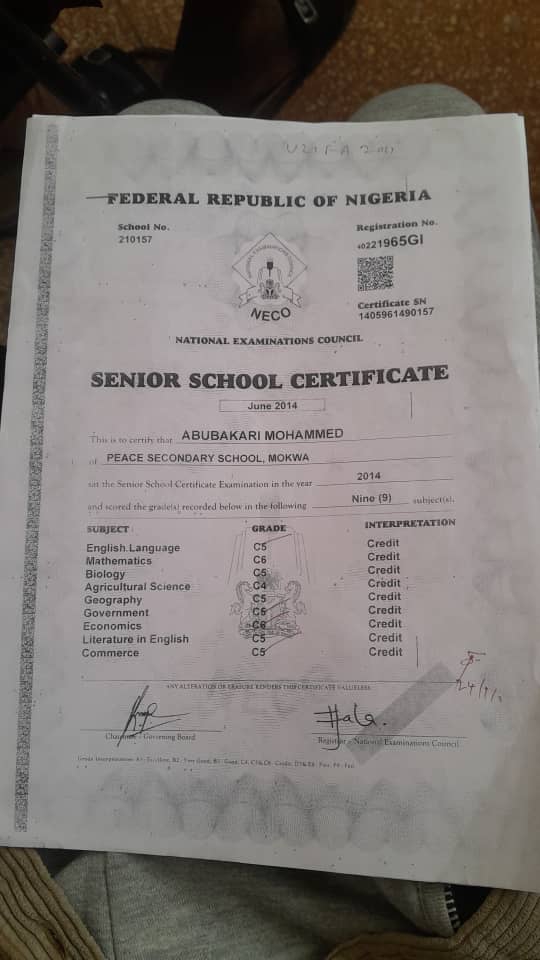 FEDERAL REPUBLIC OF NIGERIA
School No.
210157
Registration No.
40221965GI
NECO
Certificate SN
1405961490157
NATIONAL EXAMINATIONS COUNCIL
SENIOR SCHOOL CERTIFICATE
June 2014
This is to certify that ABUBAKARI MOHAMMED
of PEACE SECONDARY SCHOOL, MOKWA
sat the Senior School Certificate Examination in the year 2014
and scored the grade(s) recorded below in the following Nine (9) subject(s).
SUBJECT GRADE INTERPRETATION
English Language C5 Credit
Mathematics C6 Credit
Biology C5 Credit
Agricultural Science C4 Credit
Geography C5 Credit
Government Credit
Economics C6 Credit
Literature in English C5 Credit
Commerce C5 Credit
ANY ALTERATION OR ERASURE RENDERS THIS CERTIFICATE VALUELESS
Chairman - Governing Board
Registrar - National Examinations Council